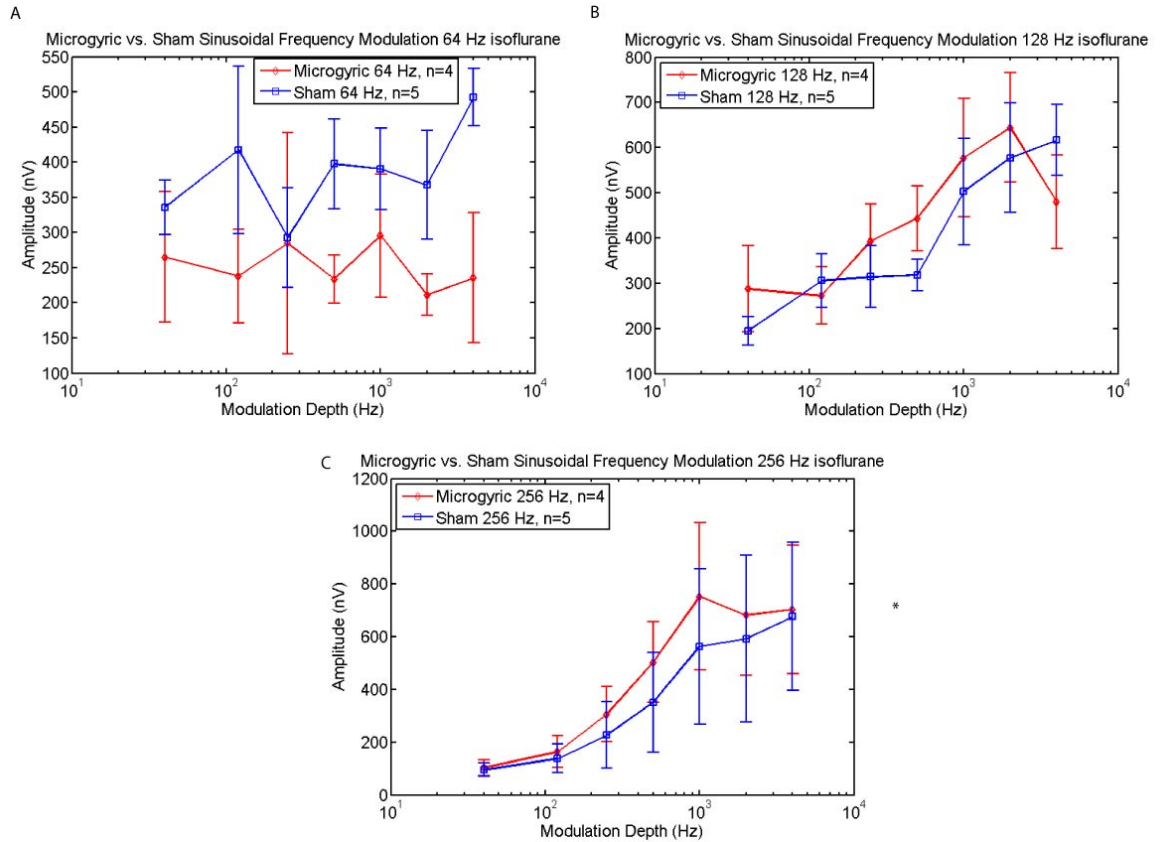 A
Microgyric vs. Sham Sinusoidal Frequency Modulation 64 Hz isoflurane
550
500
450
400
350
300
250
200
150
100
Amplitude (nV)
Microgyric 64 Hz, n=4
Sham 64 Hz, n=5
10^1
10^2
10^3
10^4
Modulation Depth (Hz)
B
Microgyric vs. Sham Sinusoidal Frequency Modulation 128 Hz isoflurane
800
700
600
500
400
300
200
100
Amplitude (nV)
Microgyric 128 Hz, n=4
Sham 128 Hz, n=5
10^1
10^2
10^3
10^4
Modulation Depth (Hz)
C
Microgyric vs. Sham Sinusoidal Frequency Modulation 256 Hz isoflurane
1200
1000
800
600
400
200
0
Amplitude (nV)
Microgyric 256 Hz, n=4
Sham 256 Hz, n=5
10^1
10^2
10^3
10^4
Modulation Depth (Hz)
*